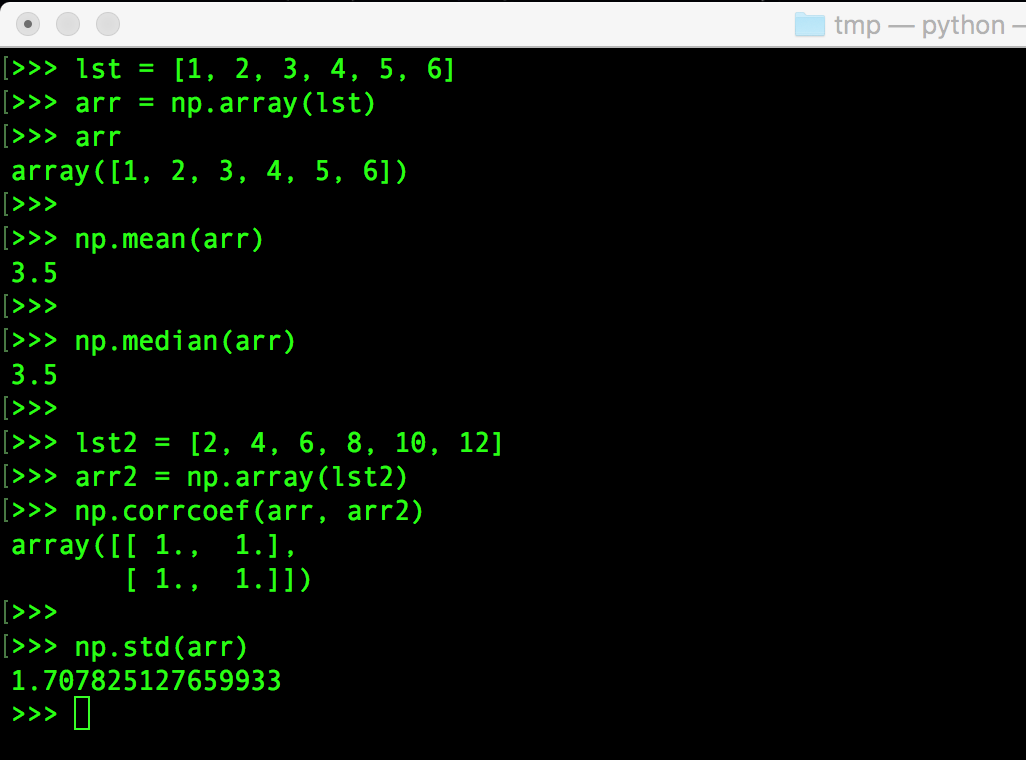 tmp — python —
[>>> lst = [1, 2, 3, 4, 5, 6]
[>>> arr = np.array(lst)
[>>> arr
array([1, 2, 3, 4, 5, 6])
[>>>
[>>> np.mean(arr)
3.5
[>>>
[>>> np.median(arr)
3.5
[>>>
[>>> lst2 = [2, 4, 6, 8, 10, 12]
[>>> arr2 = np.array(lst2)
[>>> np.corrcoef(arr, arr2)
array([[ 1.,  1.],
       [ 1.,  1.]])
[>>>
[>>> np.std(arr)
1.707825127659933
>>>